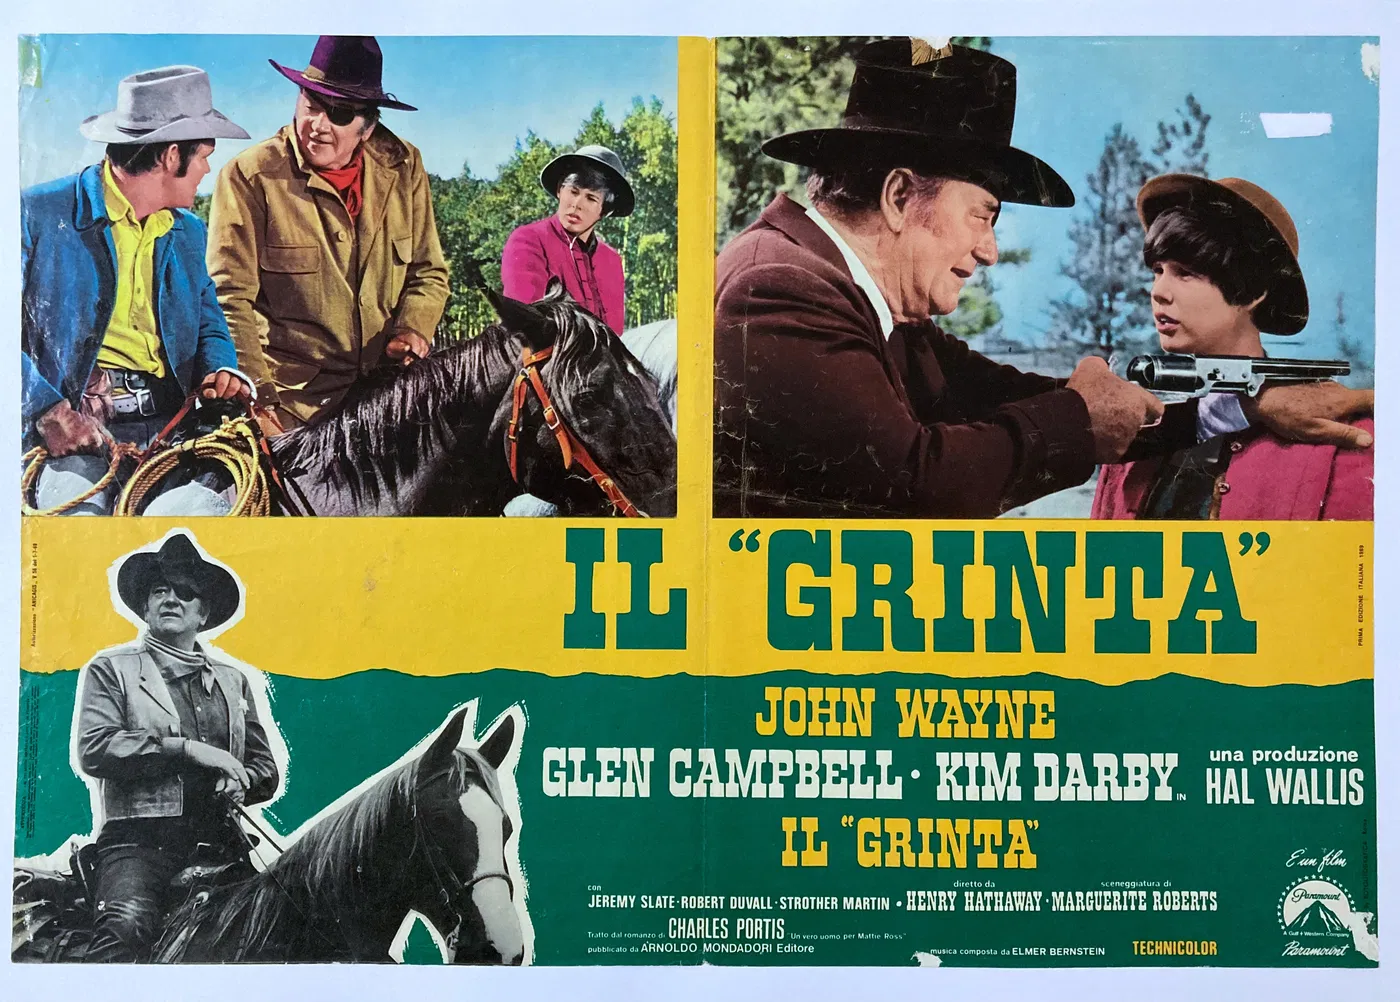 IL “GRINTA”
JOHN WAYNE
GLEN CAMPBELL · KIM DARBY IN
una produzione
HAL WALLIS
IL “GRINTA”
con
JEREMY SLATE · ROBERT DUVALL · STROTHER MARTIN •
diretto da
HENRY HATHAWAY ·
sceneggiatura di
MARGUERITE ROBERTS
Tratto dal romanzo di CHARLES PORTIS "Un vero uomo per Mattie Ross"
pubblicato da ARNOLDO MONDADORI Editore
musica composta da ELMER BERNSTEIN
TECHNICOLOR
E' un film
Paramount
A Gulf + Western Company
Paramount
PRIMA EDIZIONE ITALIANA 1969